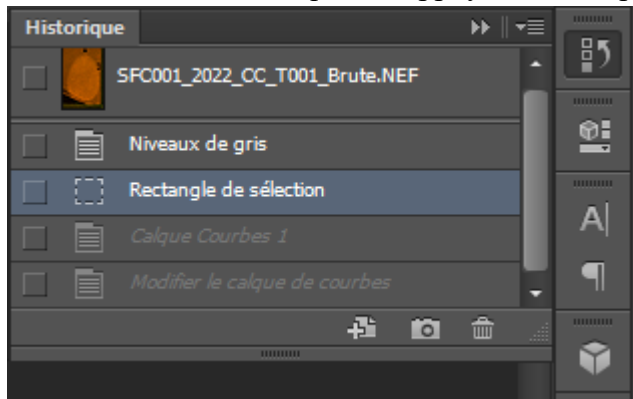 Historique
SFC001_2022_CC_T001_Brute.NEF
Niveaux de gris
Rectangle de sélection
Calque Courbes 1
Modifier le calque de courbes